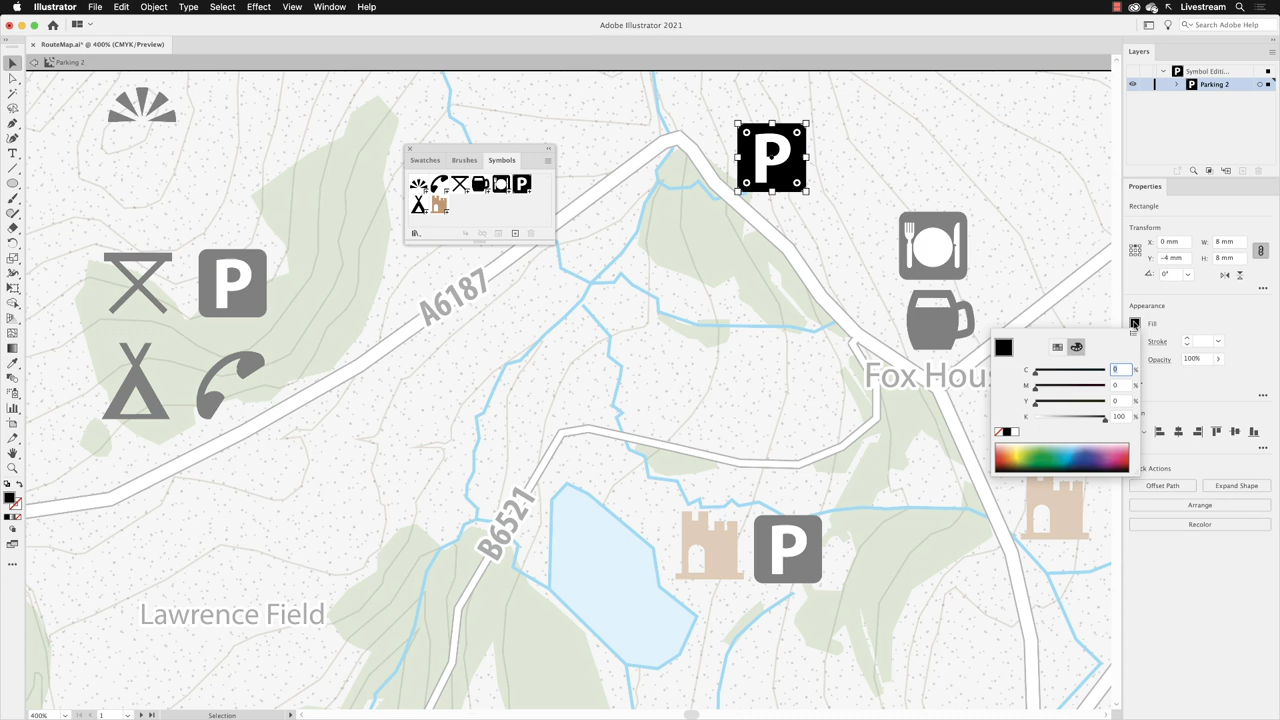 Illustrator File Edit Object Type Select Effect View Window Help
Livestream
Adobe Illustrator 2021
Search Adobe Help
RouteMap.ai* @ 400% (CMYK/Preview)
Parking 2
Layers
Symbol Editi...
Parking 2
Swatches Brushes Symbols
P
P
P
P
A6187
B6521
Fox Hou
Lawrence Field
Properties
Rectangle
Transform
X: 0 mm W: 8 mm
Y: –4 mm H: 8 mm
0°
Appearance
Fill
Stroke
Opacity 100%
C 0 %
M 0 %
Y 0 %
K 100 %
ck Actions
Offset Path Expand Shape
Arrange
Recolor
400% 1 Selection